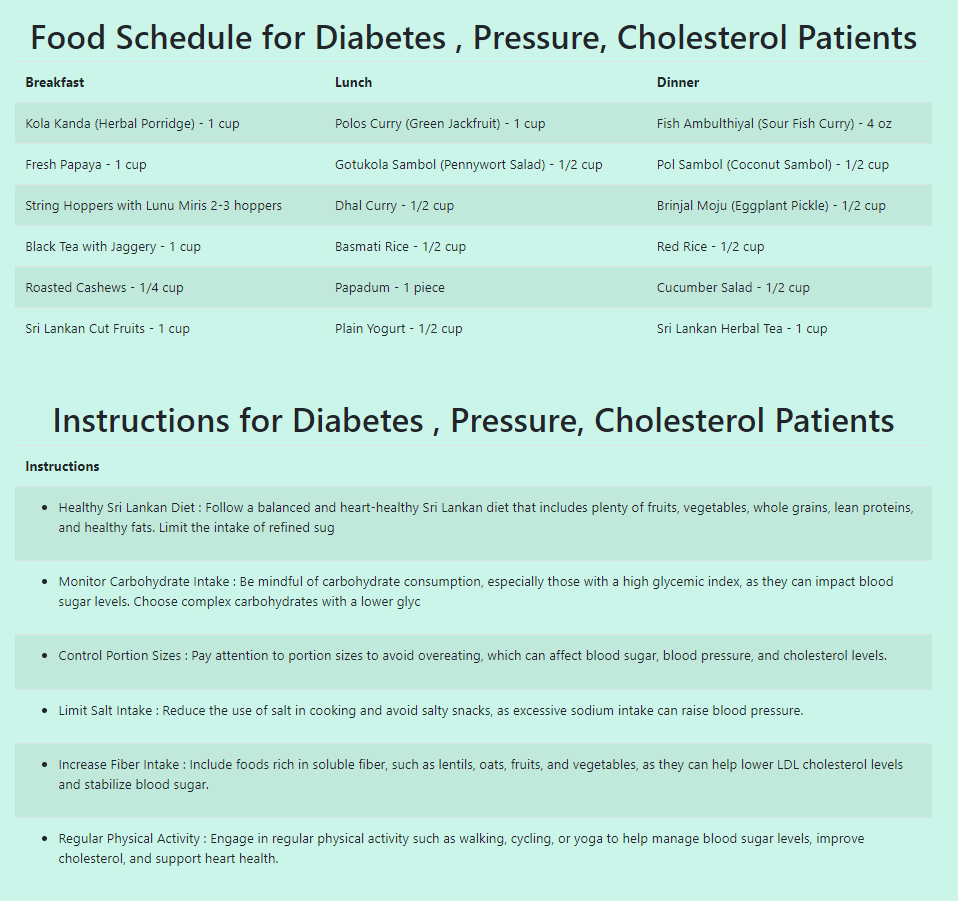 Food Schedule for Diabetes , Pressure, Cholesterol Patients
Breakfast Lunch Dinner
Kola Kanda (Herbal Porridge) - 1 cup Polos Curry (Green Jackfruit) - 1 cup Fish Ambulthiyal (Sour Fish Curry) - 4 oz
Fresh Papaya - 1 cup Gotukola Sambol (Pennywort Salad) - 1/2 cup Pol Sambol (Coconut Sambol) - 1/2 cup
String Hoppers with Lunu Miris 2-3 hoppers Dhal Curry - 1/2 cup Brinjal Moju (Eggplant Pickle) - 1/2 cup
Black Tea with Jaggery - 1 cup Basmati Rice - 1/2 cup Red Rice - 1/2 cup
Roasted Cashews - 1/4 cup Papadum - 1 piece Cucumber Salad - 1/2 cup
Sri Lankan Cut Fruits - 1 cup Plain Yogurt - 1/2 cup Sri Lankan Herbal Tea - 1 cup
Instructions for Diabetes , Pressure, Cholesterol Patients
Instructions
• Healthy Sri Lankan Diet : Follow a balanced and heart-healthy Sri Lankan diet that includes plenty of fruits, vegetables, whole grains, lean proteins,
and healthy fats. Limit the intake of refined sug
• Monitor Carbohydrate Intake : Be mindful of carbohydrate consumption, especially those with a high glycemic index, as they can impact blood
sugar levels. Choose complex carbohydrates with a lower glyc
• Control Portion Sizes : Pay attention to portion sizes to avoid overeating, which can affect blood sugar, blood pressure, and cholesterol levels.
• Limit Salt Intake : Reduce the use of salt in cooking and avoid salty snacks, as excessive sodium intake can raise blood pressure.
• Increase Fiber Intake : Include foods rich in soluble fiber, such as lentils, oats, fruits, and vegetables, as they can help lower LDL cholesterol levels
and stabilize blood sugar.
• Regular Physical Activity : Engage in regular physical activity such as walking, cycling, or yoga to help manage blood sugar levels, improve
cholesterol, and support heart health.